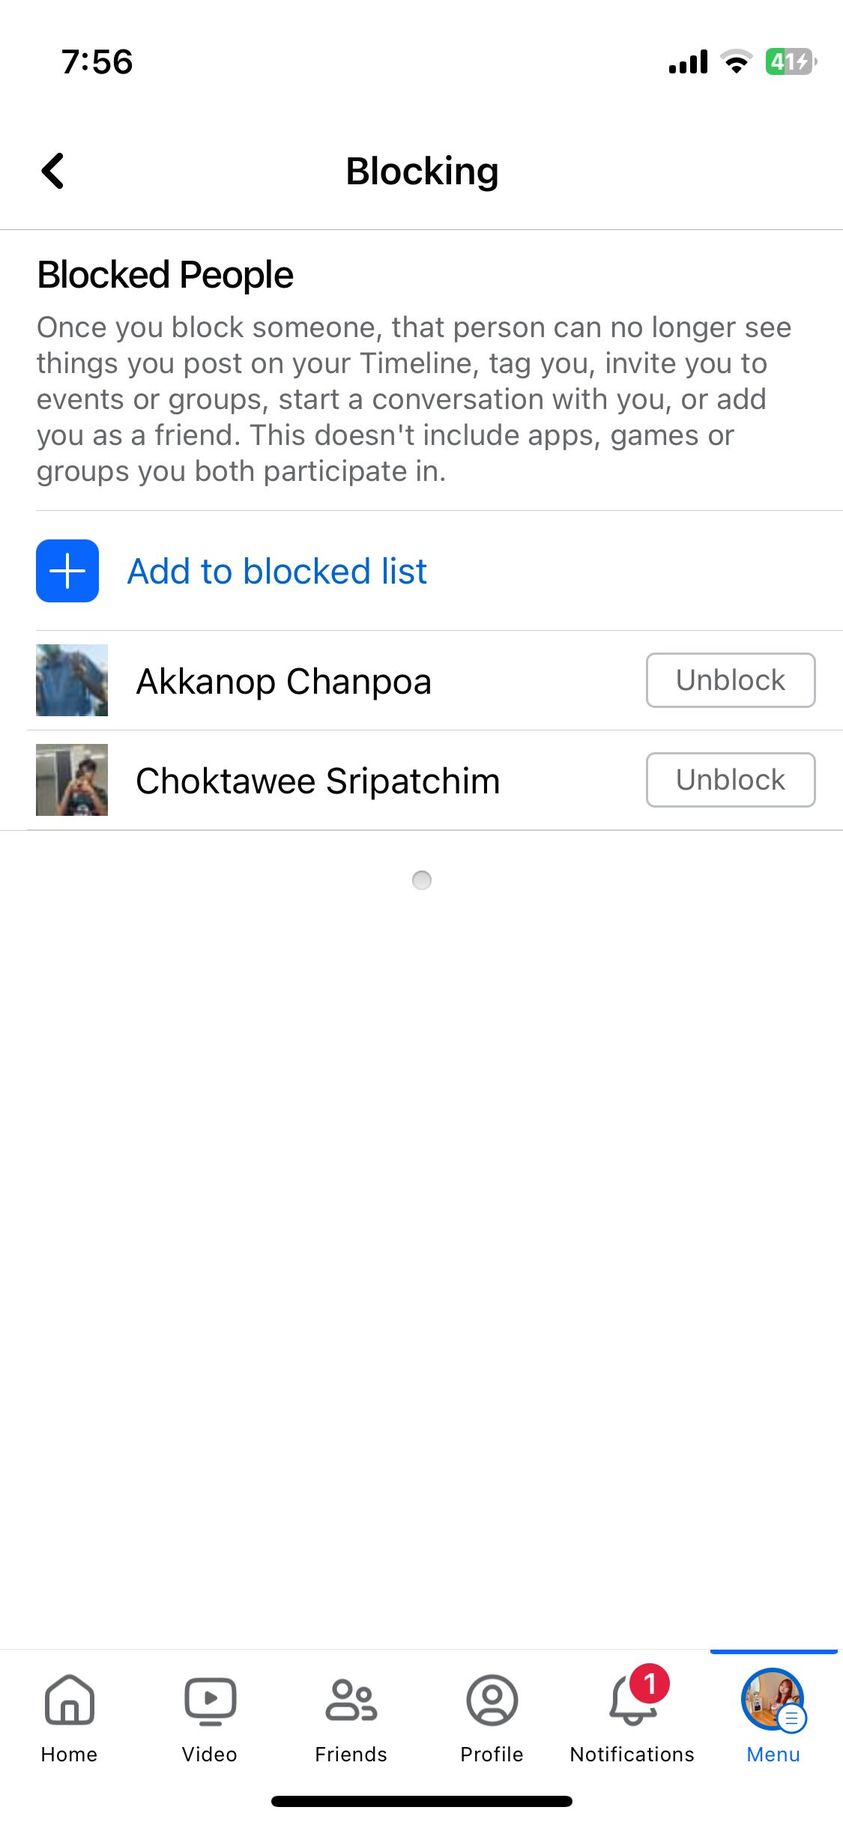 7:56
41
Blocking
Blocked People
Once you block someone, that person can no longer see
things you post on your Timeline, tag you, invite you to
events or groups, start a conversation with you, or add
you as a friend. This doesn't include apps, games or
groups you both participate in.
Add to blocked list
Akkanop Chanpoa
Unblock
Choktawee Sripatchim
Unblock
1
Home
Video
Friends
Profile
Notifications
Menu